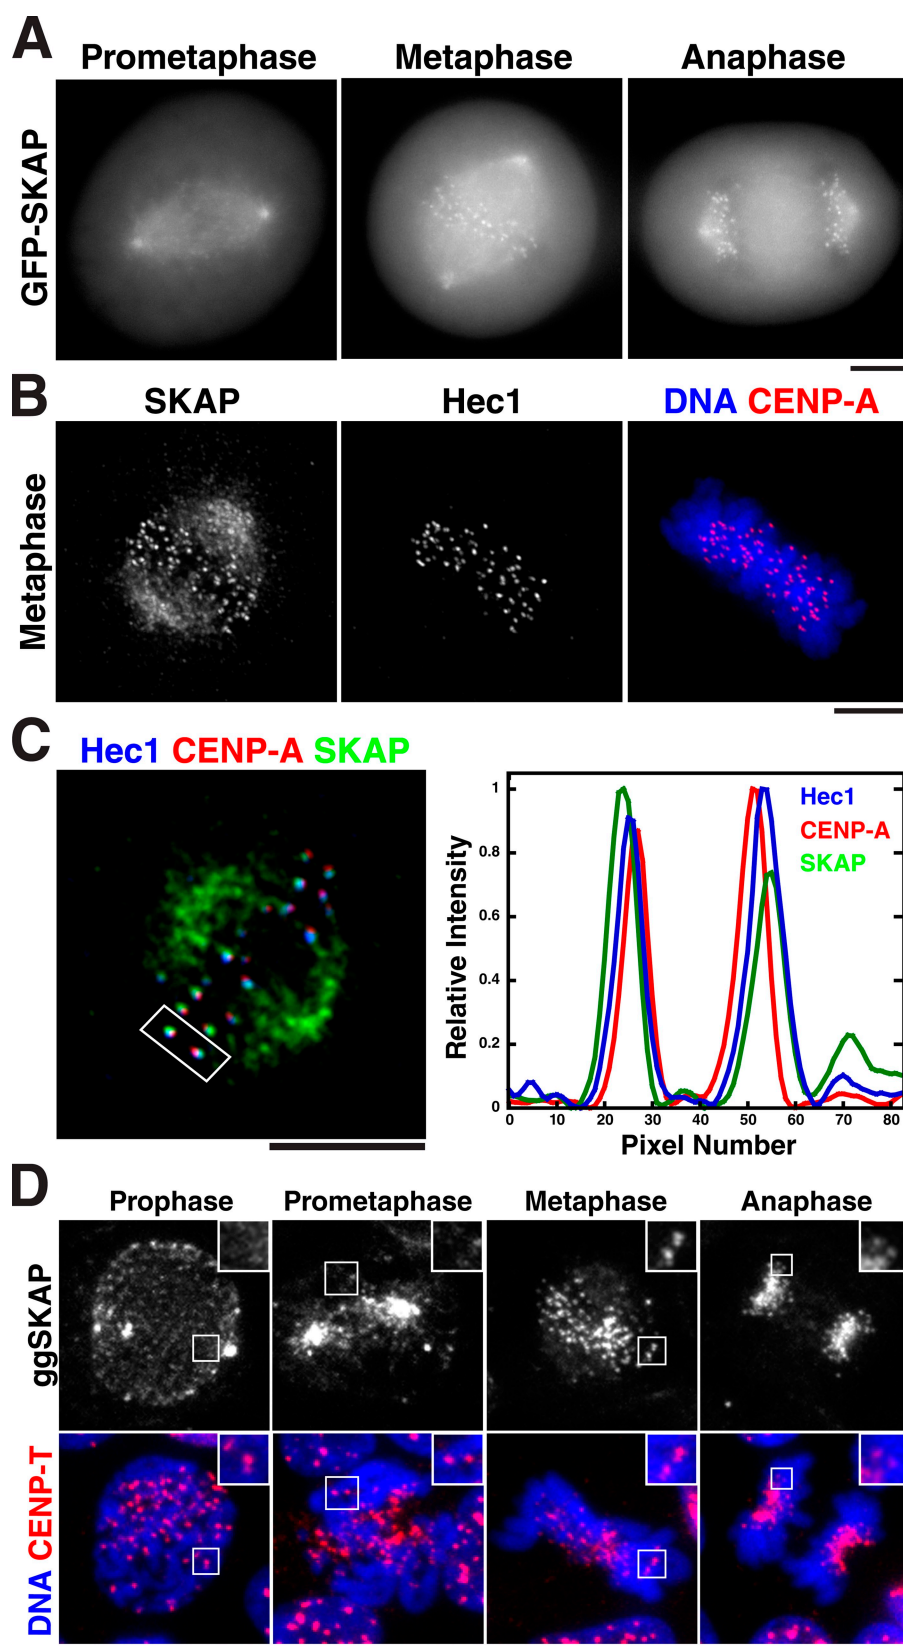 A
Prometaphase Metaphase Anaphase
GFP-SKAP
B
SKAP Hec1 DNA CENP-A
Metaphase
C
Hec1 CENP-A SKAP
Hec1
CENP-A
SKAP
Relative Intensity
1
0.8
0.6
0.4
0.2
0
0 10 20 30 40 50 60 70 80
Pixel Number
D
Prophase Prometaphase Metaphase Anaphase
ggSKAP
DNA CENP-T